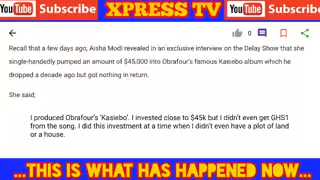 You Tube Subscribe
XPRESS TV
You Tube Subscribe
Recall that a few days ago, Aisha Modi revealed in an exclusive interview on the Delay Show that she
single-handedly pumped an amount of $45,000 into Obrafour's famous Kasiebo album which he
dropped a decade ago but got nothing in return.
She said;
I produced Obrafour's 'Kasiebo'. I invested close to $45k but I didn't even get GHS1
from the song. I did this investment at a time when I didn't even have a plot of land
or a house.
...THIS IS WHAT HAS HAPPENED NOW...